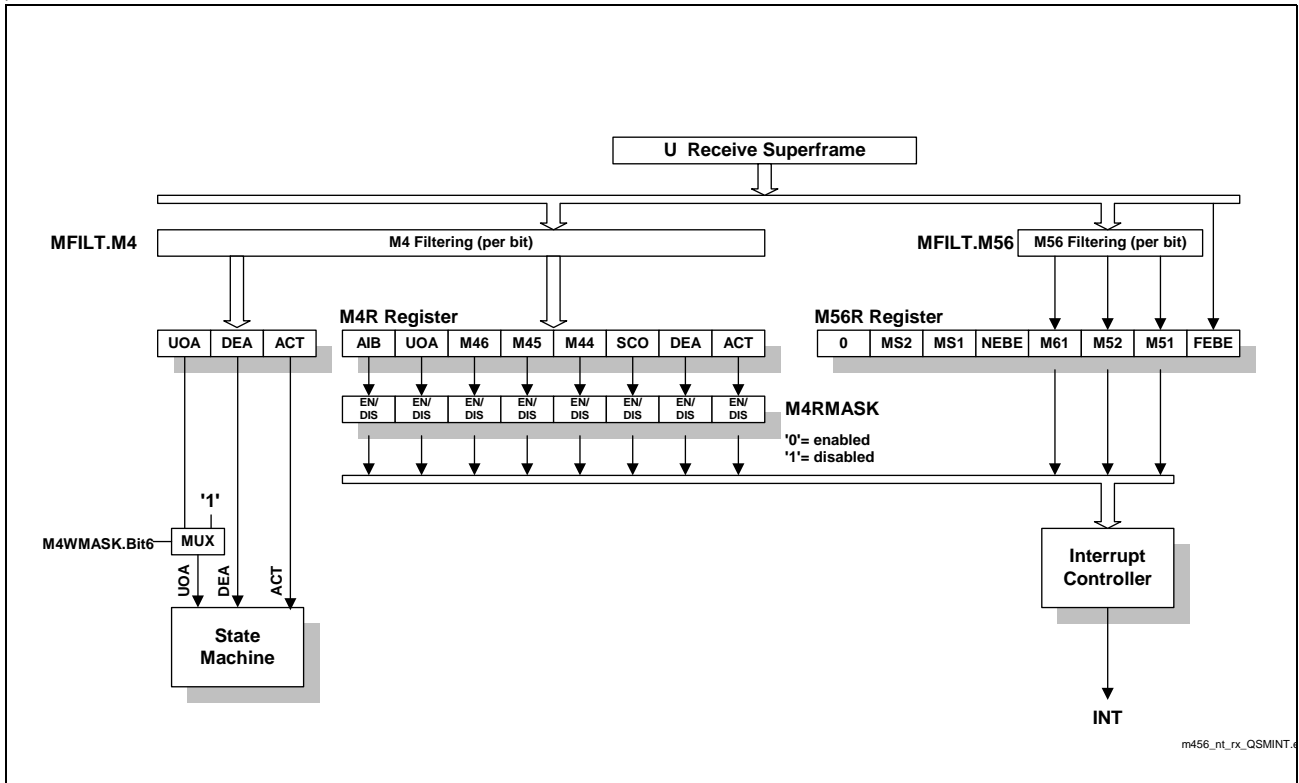 U Receive Superframe
MFILT.M4
M4 Filtering (per bit)
MFILT.M56
M56 Filtering (per bit)
M4R Register
M56R Register
UOA DEA ACT
AIB UOA M46 M45 M44 SCO DEA ACT
0 MS2 MS1 NEBE M61 M52 M51 FEBE
EN/ EN/ EN/ EN/ EN/ EN/ EN/ EN/
DIS DIS DIS DIS DIS DIS DIS DIS
M4RMASK
'0'= enabled
'1'= disabled
'1'
M4WMASK.Bit6
MUX
UOA
DEA
ACT
State
Machine
Interrupt
Controller
INT
m456_nt_rx_QSMINT.e